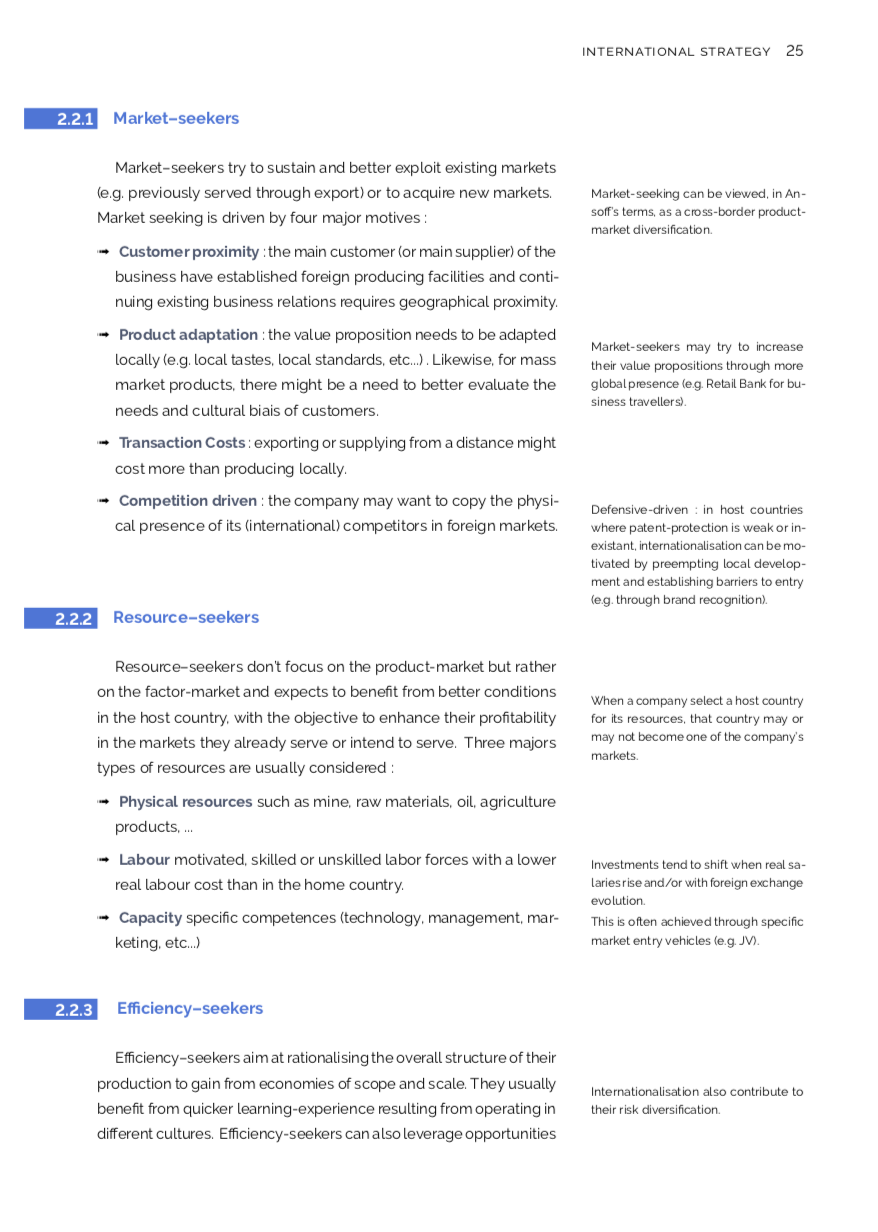 INTERNATIONAL STRATEGY 25
2.2.1 Market–seekers
Market–seekers try to sustain and better exploit existing markets
(e.g. previously served through export) or to acquire new markets.
Market seeking is driven by four major motives :
Market-seeking can be viewed, in An-
soff's terms, as a cross-border product-
market diversification.
➟ Customer proximity : the main customer (or main supplier) of the
business have established foreign producing facilities and conti-
nuing existing business relations requires geographical proximity.
➟ Product adaptation : the value proposition needs to be adapted
locally (e.g. local tastes, local standards, etc...) . Likewise, for mass
market products, there might be a need to better evaluate the
needs and cultural biais of customers.
Market-seekers may try to increase
their value propositions through more
global presence (e.g. Retail Bank for bu-
siness travellers).
➟ Transaction Costs : exporting or supplying from a distance might
cost more than producing locally.
➟ Competition driven : the company may want to copy the physi-
cal presence of its (international) competitors in foreign markets.
Defensive-driven : in host countries
where patent-protection is weak or in-
existant, internationalisation can be mo-
tivated by preempting local develop-
ment and establishing barriers to entry
(e.g. through brand recognition).
2.2.2 Resource–seekers
Resource–seekers don't focus on the product-market but rather
on the factor-market and expects to benefit from better conditions
in the host country, with the objective to enhance their profitability
in the markets they already serve or intend to serve. Three majors
types of resources are usually considered :
When a company select a host country
for its resources, that country may or
may not become one of the company's
markets.
➟ Physical resources such as mine, raw materials, oil, agriculture
products, ...
➟ Labour motivated, skilled or unskilled labor forces with a lower
real labour cost than in the home country.
Investments tend to shift when real sa-
laries rise and/or with foreign exchange
evolution.
➟ Capacity specific competences (technology, management, mar-
keting, etc...)
This is often achieved through specific
market entry vehicles (e.g. JV).
2.2.3 Efficiency–seekers
Efficiency–seekers aim at rationalising the overall structure of their
production to gain from economies of scope and scale. They usually
benefit from quicker learning-experience resulting from operating in
different cultures. Efficiency-seekers can also leverage opportunities
Internationalisation also contribute to
their risk diversification.